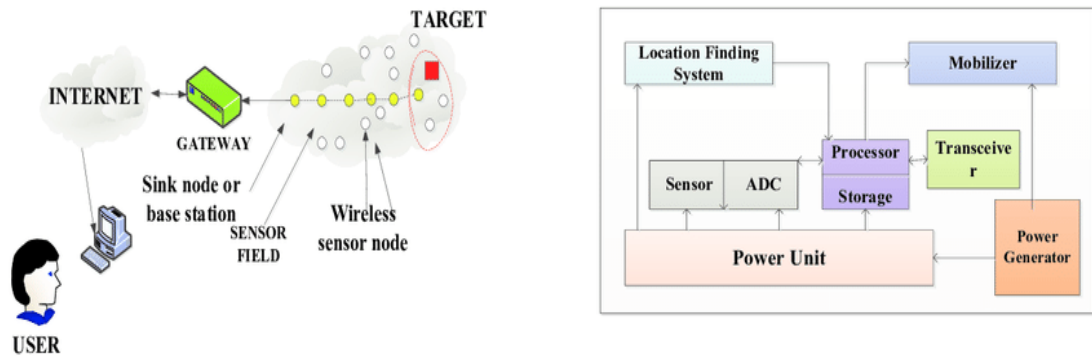 TARGET
INTERNET
GATEWAY
Sink node or
base station
SENSOR
FIELD
Wireless
sensor node
USER
Location Finding
System
Mobilizer
Processor
Storage
Transceive
r
Sensor
ADC
Power Unit
Power
Generator